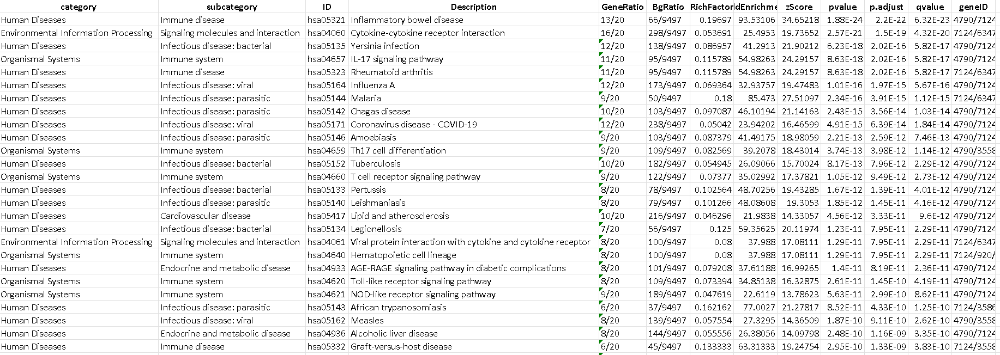 category subcategory ID Description GeneRatio BgRatio RichFactor dEnrichme zScore pvalue p.adjust qvalue geneID
Human Diseases Immune disease hsa05321 Inflammatory bowel disease 13/20 66/9497 0.19697 93.53106 34.65218 1.88E-24 2.2E-22 6.32E-23 4790/7124
Environmental Information Processing Signaling molecules and interaction hsa04060 Cytokine-cytokine receptor interaction 16/20 298/9497 0.053691 25.4953 19.73652 2.57E-21 1.5E-19 4.32E-20 7124/6347
Human Diseases Infectious disease: bacterial hsa05135 Yersinia infection 12/20 138/9497 0.086957 41.2913 21.90212 6.23E-18 2.02E-16 5.82E-17 4790/7124
Organismal Systems Immune system hsa04657 IL-17 signaling pathway 11/20 95/9497 0.115789 54.98263 24.29157 8.63E-18 2.02E-16 5.82E-17 4790/7124
Human Diseases Immune disease hsa05323 Rheumatoid arthritis 11/20 95/9497 0.115789 54.98263 24.29157 8.63E-18 2.02E-16 5.82E-17 7124/6347
Human Diseases Infectious disease: viral hsa05164 Influenza A 12/20 173/9497 0.069364 32.93757 19.47483 1.01E-16 1.97E-15 5.67E-16 4790/7124
Human Diseases Infectious disease: parasitic hsa05144 Malaria 9/20 50/9497 0.18 85.473 27.51097 2.34E-16 3.91E-15 1.12E-15 7124/6347
Human Diseases Infectious disease: parasitic hsa05142 Chagas disease 10/20 103/9497 0.097087 46.10194 21.14163 2.43E-15 3.56E-14 1.03E-14 4790/7124
Human Diseases Infectious disease: viral hsa05171 Coronavirus disease - COVID-19 12/20 238/9497 0.05042 23.94202 16.46599 4.91E-15 6.39E-14 1.84E-14 4790/7124
Human Diseases Infectious disease: parasitic hsa05146 Amoebiasis 9/20 103/9497 0.087379 41.49175 18.98059 2.21E-13 2.59E-12 7.46E-13 4790/7124
Organismal Systems Immune system hsa04659 Th17 cell differentiation 9/20 109/9497 0.082569 39.2078 18.43014 3.74E-13 3.98E-12 1.14E-12 4790/3558
Human Diseases Infectious disease: bacterial hsa05152 Tuberculosis 10/20 182/9497 0.054945 26.09066 15.70024 8.17E-13 7.96E-12 2.29E-12 4790/7124
Organismal Systems Immune system hsa04660 T cell receptor signaling pathway 9/20 122/9497 0.07377 35.02992 17.37821 1.05E-12 9.49E-12 2.73E-12 4790/7124
Human Diseases Infectious disease: bacterial hsa05133 Pertussis 8/20 78/9497 0.102564 48.70256 19.43285 1.67E-12 1.39E-11 4.01E-12 4790/7124
Human Diseases Infectious disease: parasitic hsa05140 Leishmaniasis 8/20 79/9497 0.101266 48.08608 19.3053 1.85E-12 1.45E-11 4.16E-12 4790/7124
Human Diseases Cardiovascular disease hsa05417 Lipid and atherosclerosis 10/20 216/9497 0.046296 21.9838 14.33057 4.56E-12 3.33E-11 9.6E-12 4790/7124
Human Diseases Infectious disease: bacterial hsa05134 Legionellosis 7/20 56/9497 0.125 59.35625 20.11974 1.23E-11 7.95E-11 2.29E-11 4790/7124
Environmental Information Processing Signaling molecules and interaction hsa04061 Viral protein interaction with cytokine and cytokine receptor 8/20 100/9497 0.08 37.988 17.08111 1.29E-11 7.95E-11 2.29E-11 7124/6347
Organismal Systems Immune system hsa04640 Hematopoietic cell lineage 8/20 100/9497 0.08 37.988 17.08111 1.29E-11 7.95E-11 2.29E-11 7124/920/
Human Diseases Endocrine and metabolic disease hsa04933 AGE-RAGE signaling pathway in diabetic complications 8/20 101/9497 0.079208 37.61188 16.99265 1.4E-11 8.19E-11 2.36E-11 4790/7124
Organismal Systems Immune system hsa04620 Toll-like receptor signaling pathway 8/20 109/9497 0.073394 34.85138 16.32875 2.61E-11 1.45E-10 4.19E-11 4790/7124
Organismal Systems Immune system hsa04621 NOD-like receptor signaling pathway 9/20 189/9497 0.047619 22.6119 13.78623 5.63E-11 2.99E-10 8.62E-11 4790/7124
Human Diseases Infectious disease: parasitic hsa05143 African trypanosomiasis 6/20 37/9497 0.162162 77.0027 21.27817 8.52E-11 4.33E-10 1.25E-10 7124/3586
Human Diseases Infectious disease: viral hsa05162 Measles 8/20 139/9497 0.057554 27.3295 14.36509 1.87E-10 9.11E-10 2.62E-10 4790/3558
Human Diseases Endocrine and metabolic disease hsa04936 Alcoholic liver disease 8/20 144/9497 0.055556 26.38056 14.09798 2.48E-10 1.16E-09 3.35E-10 4790/7124
Human Diseases Immune disease hsa05332 Graft-versus-host disease 6/20 45/9497 0.133333 63.31333 19.24754 2.95E-10 1.33E-09 3.83E-10 7124/3558